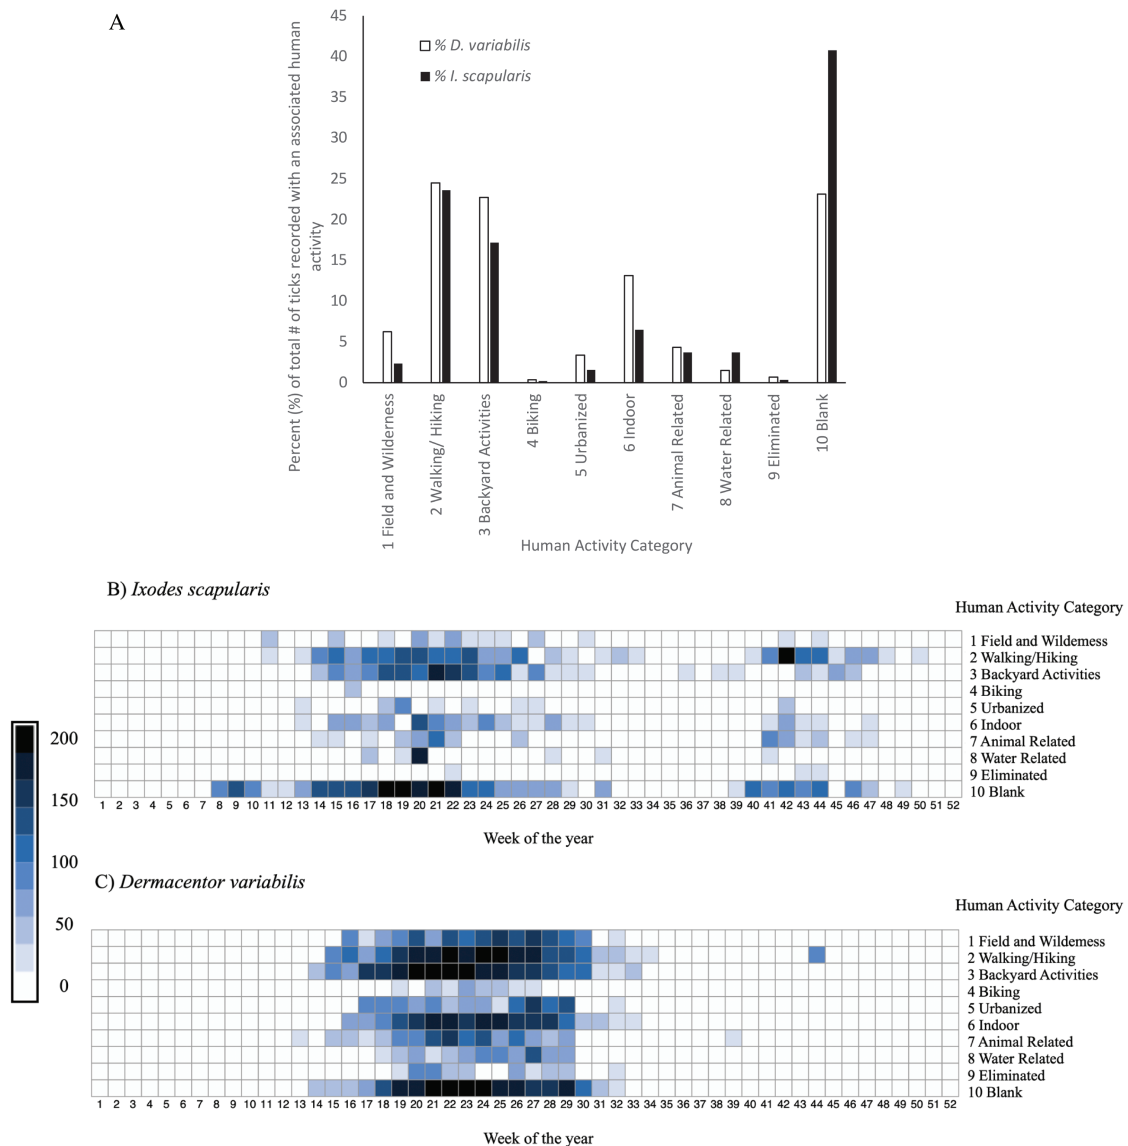 A
Percent (%) of total # of ticks recorded with an associated human
activity
45
40
35
30
25
20
15
10
5
0
% D. variabilis
% I. scapularis
1 Field and Wilderness
2 Walking/ Hiking
3 Backyard Activities
4 Biking
5 Urbanized
6 Indoor
7 Animal Related
8 Water Related
9 Eliminated
10 Blank
Human Activity Category
B) Ixodes scapularis
Human Activity Category
1 Field and Wilderness
2 Walking/Hiking
3 Backyard Activities
4 Biking
5 Urbanized
6 Indoor
7 Animal Related
8 Water Related
9 Eliminated
10 Blank
1 2 3 4 5 6 7 8 9 10 11 12 13 14 15 16 17 18 19 20 21 22 23 24 25 26 27 28 29 30 31 32 33 34 35 36 37 38 39 40 41 42 43 44 45 46 47 48 49 50 51 52
Week of the year
200
150
100
50
0
C) Dermacentor variabilis
Human Activity Category
1 Field and Wilderness
2 Walking/Hiking
3 Backyard Activities
4 Biking
5 Urbanized
6 Indoor
7 Animal Related
8 Water Related
9 Eliminated
10 Blank
1 2 3 4 5 6 7 8 9 10 11 12 13 14 15 16 17 18 19 20 21 22 23 24 25 26 27 28 29 30 31 32 33 34 35 36 37 38 39 40 41 42 43 44 45 46 47 48 49 50 51 52
Week of the year